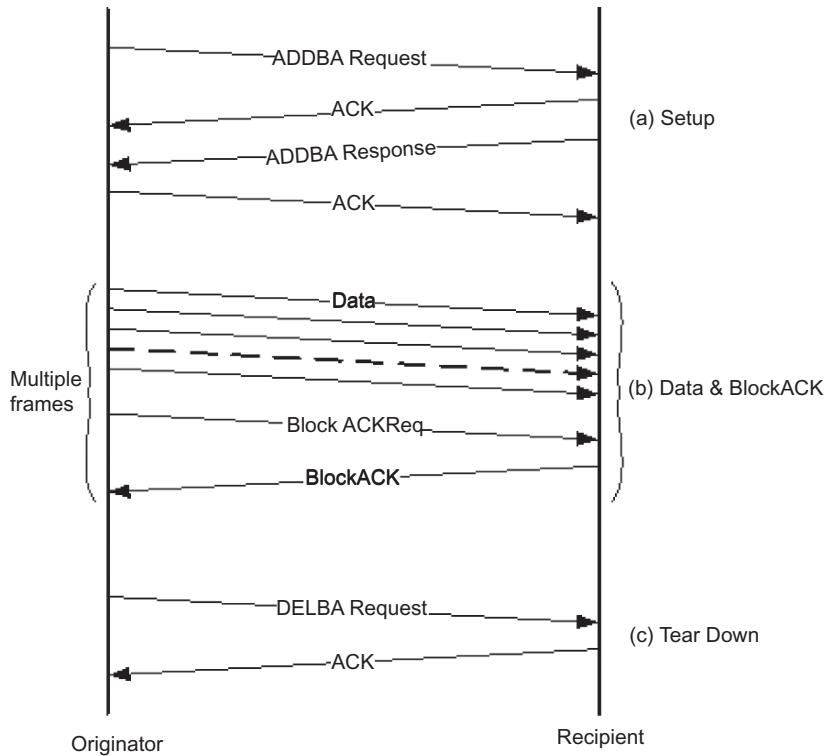 ADDBA Request
ACK
(a) Setup
ADDBA Response
ACK
Data
Multiple
frames
(b) Data & BlockACK
Block ACKReq
BlockACK
DELBA Request
(c) Tear Down
ACK
Originator
Recipient